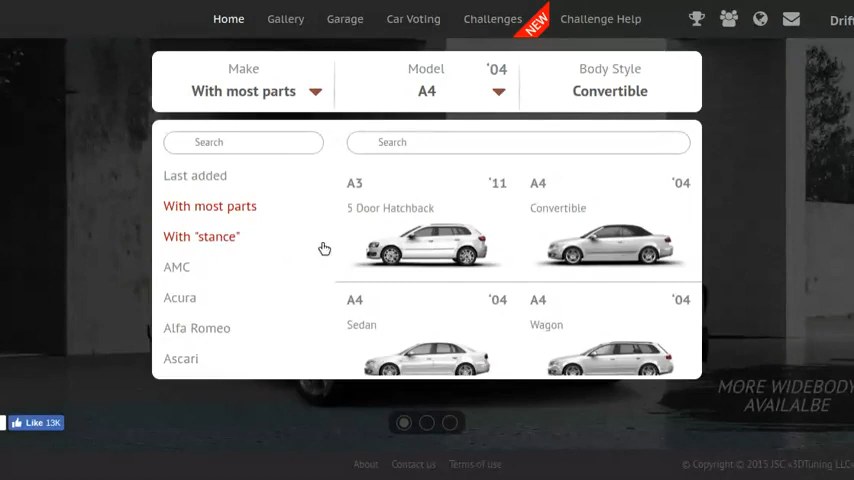 Home Gallery Garage Car Voting Challenges NEW Challenge Help Drif
Make Model '04 Body Style
With most parts A4 Convertible
Search Search
Last added
With most parts
With "stance"
AMC
Acura
Alfa Romeo
Ascari
A3 '11 A4 '04
5 Door Hatchback Convertible
A4 '04 A4 '04
Sedan Wagon
MORE WIDEBODY
AVAILALBE
Like 13K
About Contact Us Terms of Use © Copyright © 2015 JSC «3DTuning LLC»